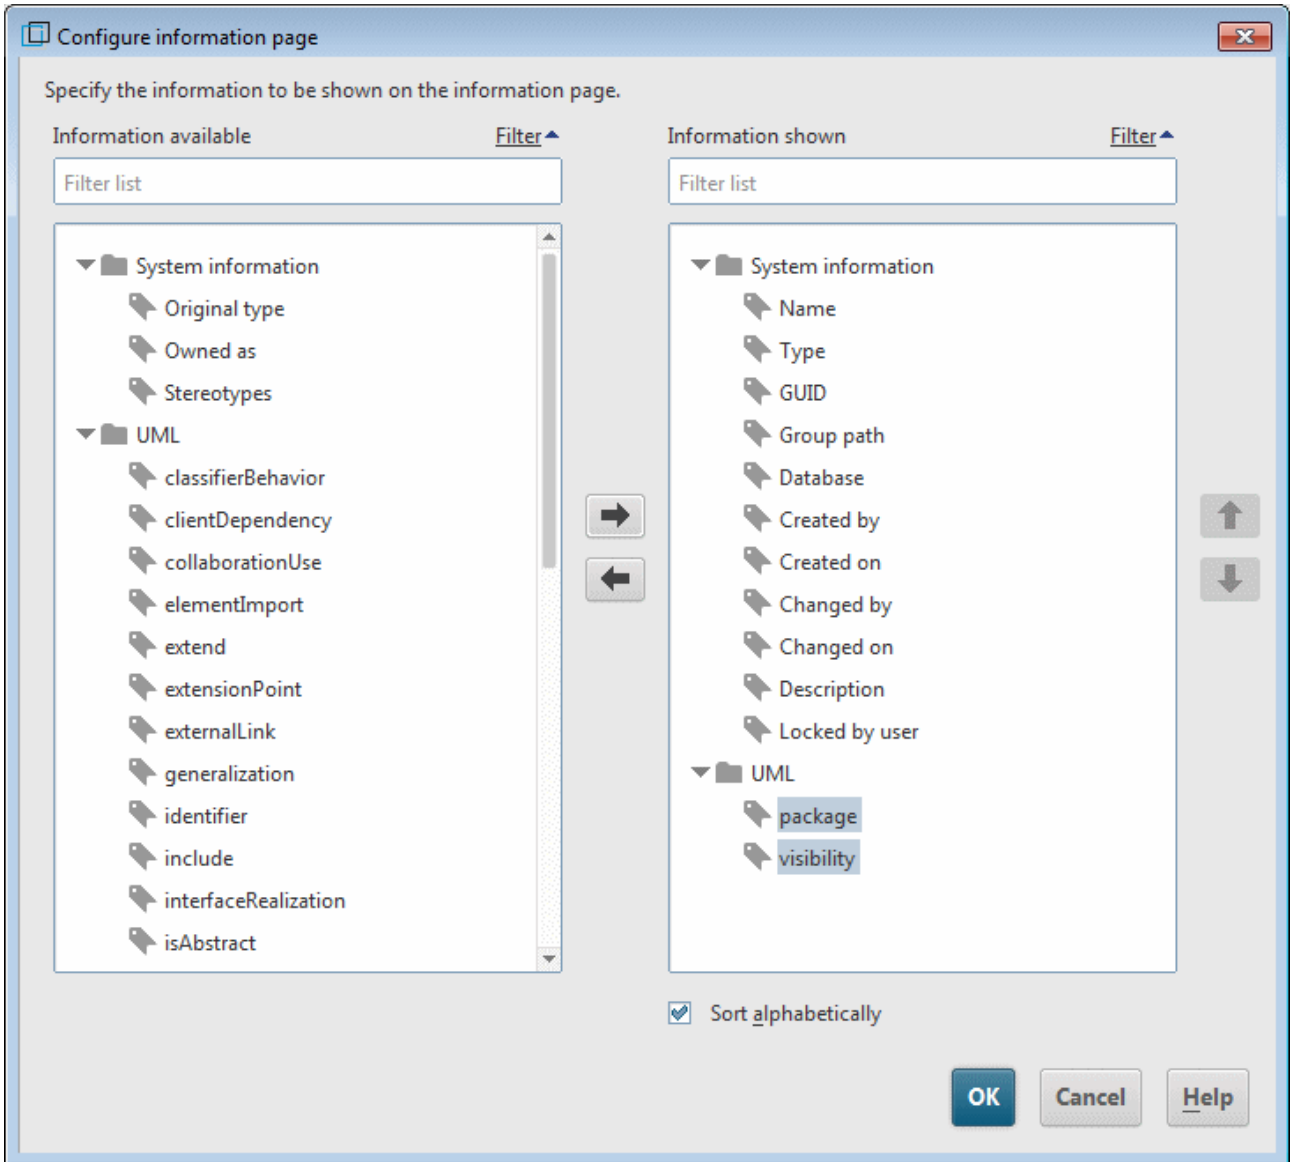 Configure information page
Specify the information to be shown on the information page.
Information available
Filter
Filter list
System information
Original type
Owned as
Stereotypes
UML
classifierBehavior
clientDependency
collaborationUse
elementImport
extend
extensionPoint
externalLink
generalization
identifier
include
interfaceRealization
isAbstract
Information shown
Filter
Filter list
System information
Name
Type
GUID
Group path
Database
Created by
Created on
Changed by
Changed on
Description
Locked by user
UML
package
visibility
Sort alphabetically
OK
Cancel
Help